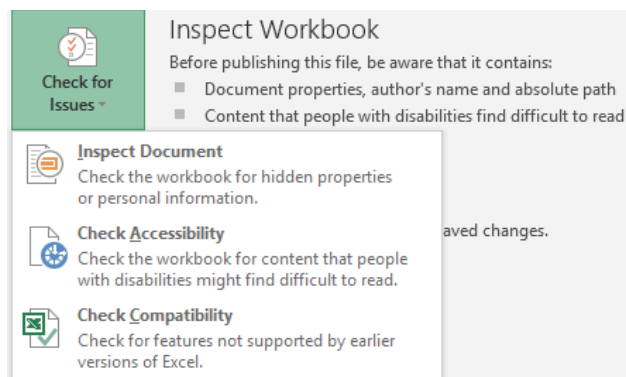 Inspect Workbook
Before publishing this file, be aware that it contains:
Document properties, author's name and absolute path
Content that people with disabilities find difficult to read
Check for
Issues
Inspect Document
Check the workbook for hidden properties
or personal information.
Check Accessibility
Check the workbook for content that people
with disabilities might find difficult to read.
aved changes.
Check Compatibility
Check for features not supported by earlier
versions of Excel.